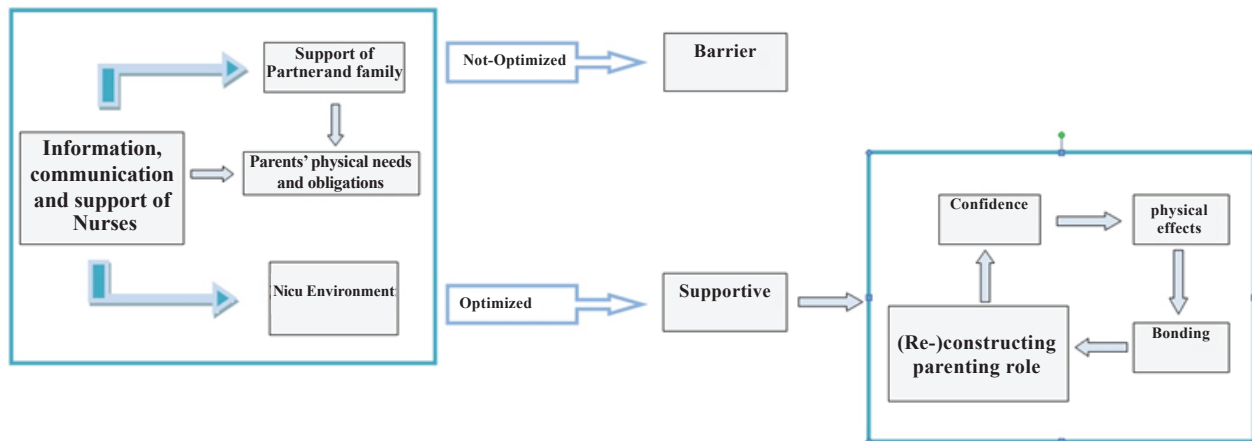 Support of
Partnerand family
Not-Optimized
Barrier
Information,
communication
and support of
Nurses
Parents’ physical needs
and obligations
Nicu Environment
Optimized
Supportive
Confidence
physical
effects
(Re-)constructing
parenting role
Bonding